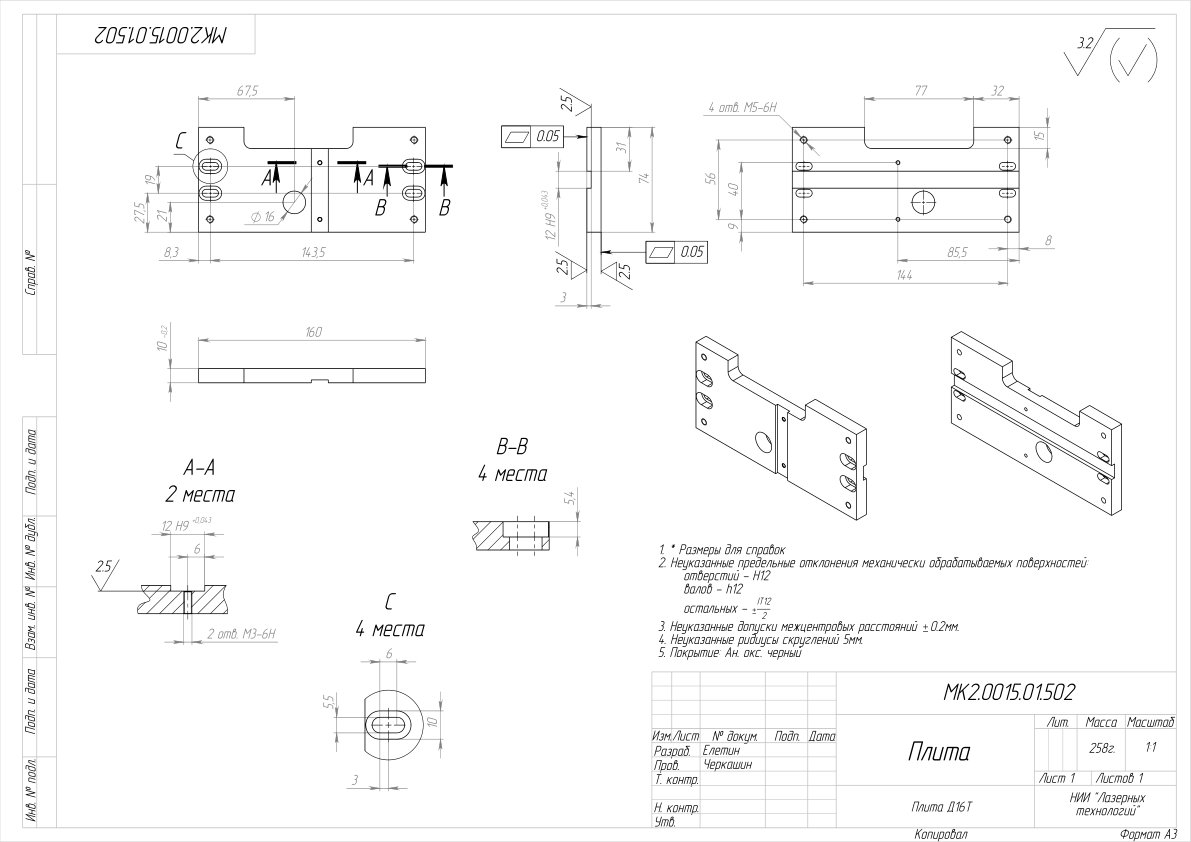 МК2.0015.01.502
3.2
67,5
C
A
A
B
B
19
27,5
21
Ф 16
8,3
143,5
2.5
0.05
31
74
12 H9 +0,043
0.05
2.5
2.5
3
77
32
4 отв. М5-6Н
15
56
40
9
8
85,5
144
160
10 -0.2
А-А
2 места
12 H9 +0,043
6
2.5
2 отв. М3-6Н
В-В
4 места
5,4
С
4 места
6
5,5
10
3
1. * Размеры для справок
2. Неуказанные предельные отклонения механически обрабатываемых поверхностей:
отверстий - Н12
валов - h12
остальных - ± IT12
2
3. Неуказанные допуски межцентровых расстояний ±0.2мм.
4. Неуказанные радиусы скруглений 5мм.
5. Покрытие: Ан. окс. черный
Справ. №
Подп. и дата
Инв. № дубл.
Взам. инв. №
Подп. и дата
Инв. № подл.
МК2.0015.01.502
Изм. Лист № докум. Подп. Дата
Разраб. Елетин
Пров. Черкашин
Т. контр.
Н. контр.
Утв.
Плита
Лит. Масса Масштаб
258г. 1:1
Лист 1 Листов 1
Плита Д16Т
НИИ "Лазерных
технологий"
Копировал Формат А3